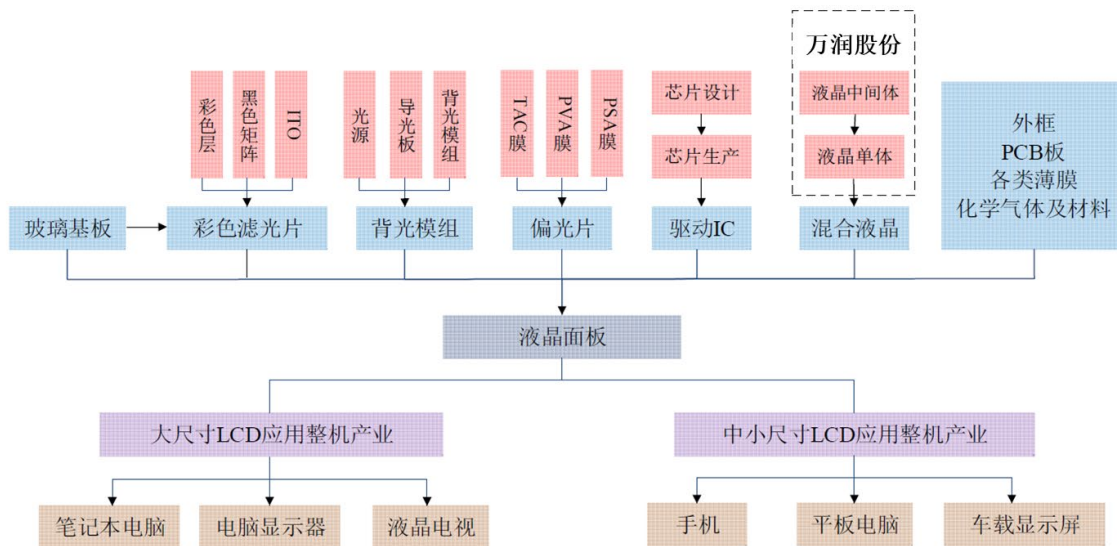 万润股份
彩色层
黑色矩阵
ITO
光源
导光板
背光模组
TAC膜
PVA膜
PSA膜
芯片设计
芯片生产
液晶中间体
液晶单体
外框
PCB板
各类薄膜
化学气体及材料
玻璃基板
彩色滤光片
背光模组
偏光片
驱动IC
混合液晶
液晶面板
大尺寸LCD应用整机产业
中小尺寸LCD应用整机产业
笔记本电脑
电脑显示器
液晶电视
手机
平板电脑
车载显示屏